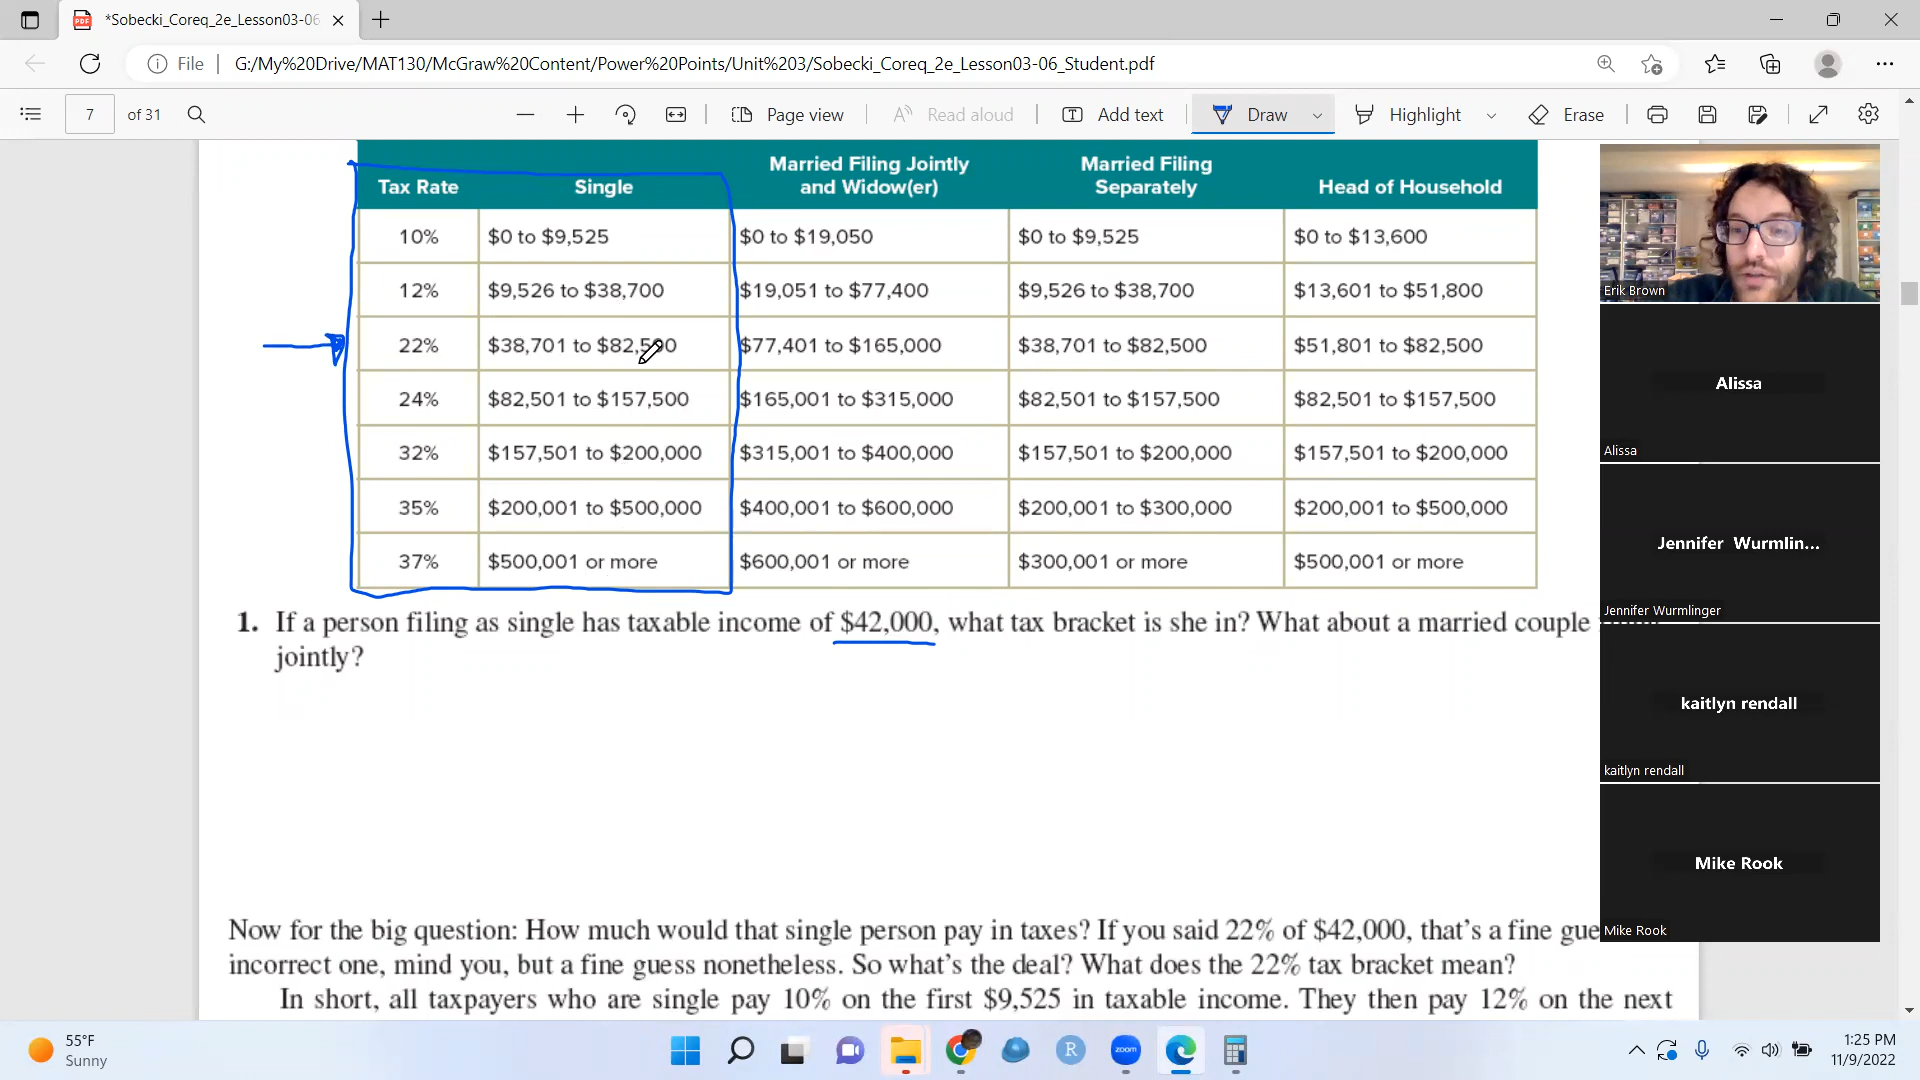 *Sobecki_Coreq_2e_Lesson03-06
File
G:/My%20Drive/MAT130/McGraw%20Content/Power%20Points/Unit%203/Sobecki_Coreq_2e_Lesson03-06_Student.pdf
7 of 31
Page view
Read aloud
Add text
Draw
Highlight
Erase
Tax Rate Single Married Filing Jointly and Widow(er) Married Filing Separately Head of Household
10% $0 to $9,525 $0 to $19,050 $0 to $9,525 $0 to $13,600
12% $9,526 to $38,700 $19,051 to $77,400 $9,526 to $38,700 $13,601 to $51,800
22% $38,701 to $82,500 $77,401 to $165,000 $38,701 to $82,500 $51,801 to $82,500
24% $82,501 to $157,500 $165,001 to $315,000 $82,501 to $157,500 $82,501 to $157,500
32% $157,501 to $200,000 $315,001 to $400,000 $157,501 to $200,000 $157,501 to $200,000
35% $200,001 to $500,000 $400,001 to $600,000 $200,001 to $300,000 $200,001 to $500,000
37% $500,001 or more $600,001 or more $300,001 or more $500,001 or more
1. If a person filing as single has taxable income of $42,000, what tax bracket is she in? What about a married couple
jointly?
Now for the big question: How much would that single person pay in taxes? If you said 22% of $42,000, that's a fine gue
incorrect one, mind you, but a fine guess nonetheless. So what's the deal? What does the 22% tax bracket mean?
In short, all taxpayers who are single pay 10% on the first $9,525 in taxable income. They then pay 12% on the next
Erik Brown
Alissa
Alissa
Jennifer Wurmlin...
Jennifer Wurmlinger
kaitlyn rendall
kaitlyn rendall
Mike Rook
Mike Rook
55°F
Sunny
zoom
R
1:25 PM
11/9/2022